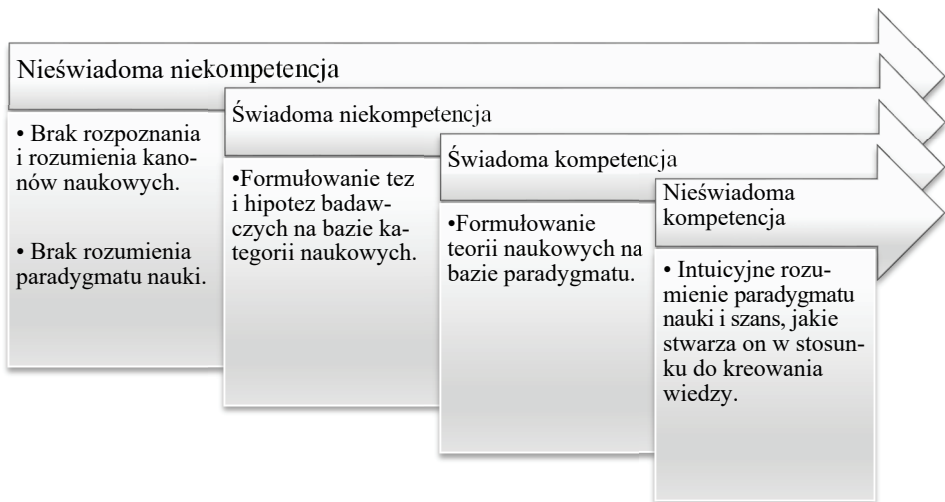 Nieświadoma niekompetencja
• Brak rozpoznania
i rozumienia kano-
nów naukowych.
• Brak rozumienia
paradygmatu nauki.
Świadoma niekompetencja
•Formułowanie tez
i hipotez badaw-
czych na bazie ka-
tegorii naukowych.
Świadoma kompetencja
•Formułowanie
teorii naukowych na
bazie paradygmatu.
Nieświadoma
kompetencja
• Intuicyjne rozu-
mienie paradygmatu
nauki i szans, jakie
stwarza on w stosun-
ku do kreowania
wiedzy.